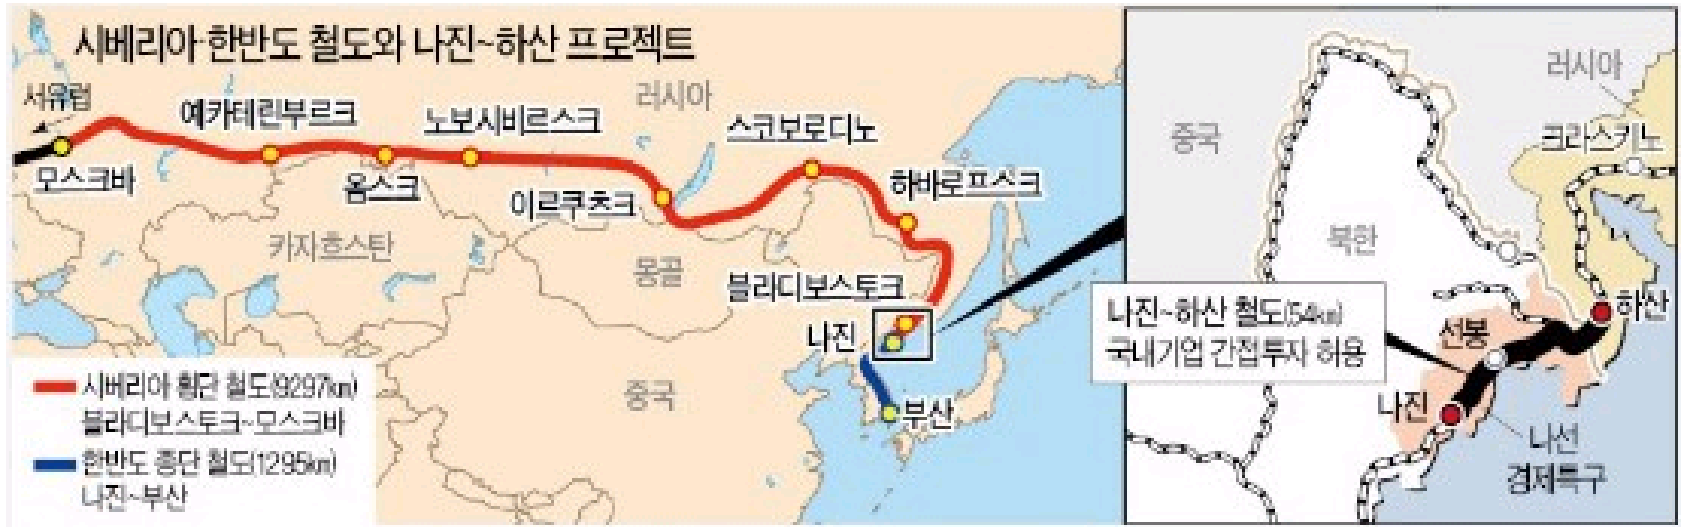 시베리아·한반도 철도와 나진~하산 프로젝트
서유럽
모스크바
예카테린부르크
옴스크
노보시비르스크
이르쿠츠크
러시아
스코보로디노
하바로프스크
카자흐스탄
몽골
블라디보스토크
나진
중국
부산
시베리아 횡단 철도(9297㎞)
블라디보스토크~모스크바
한반도 종단 철도(1295㎞)
나진~부산
러시아
중국
크라스키노
북한
하산
나진~하산 철도(54㎞)
국내기업 간접투자 허용
선봉
나진
나선
경제특구